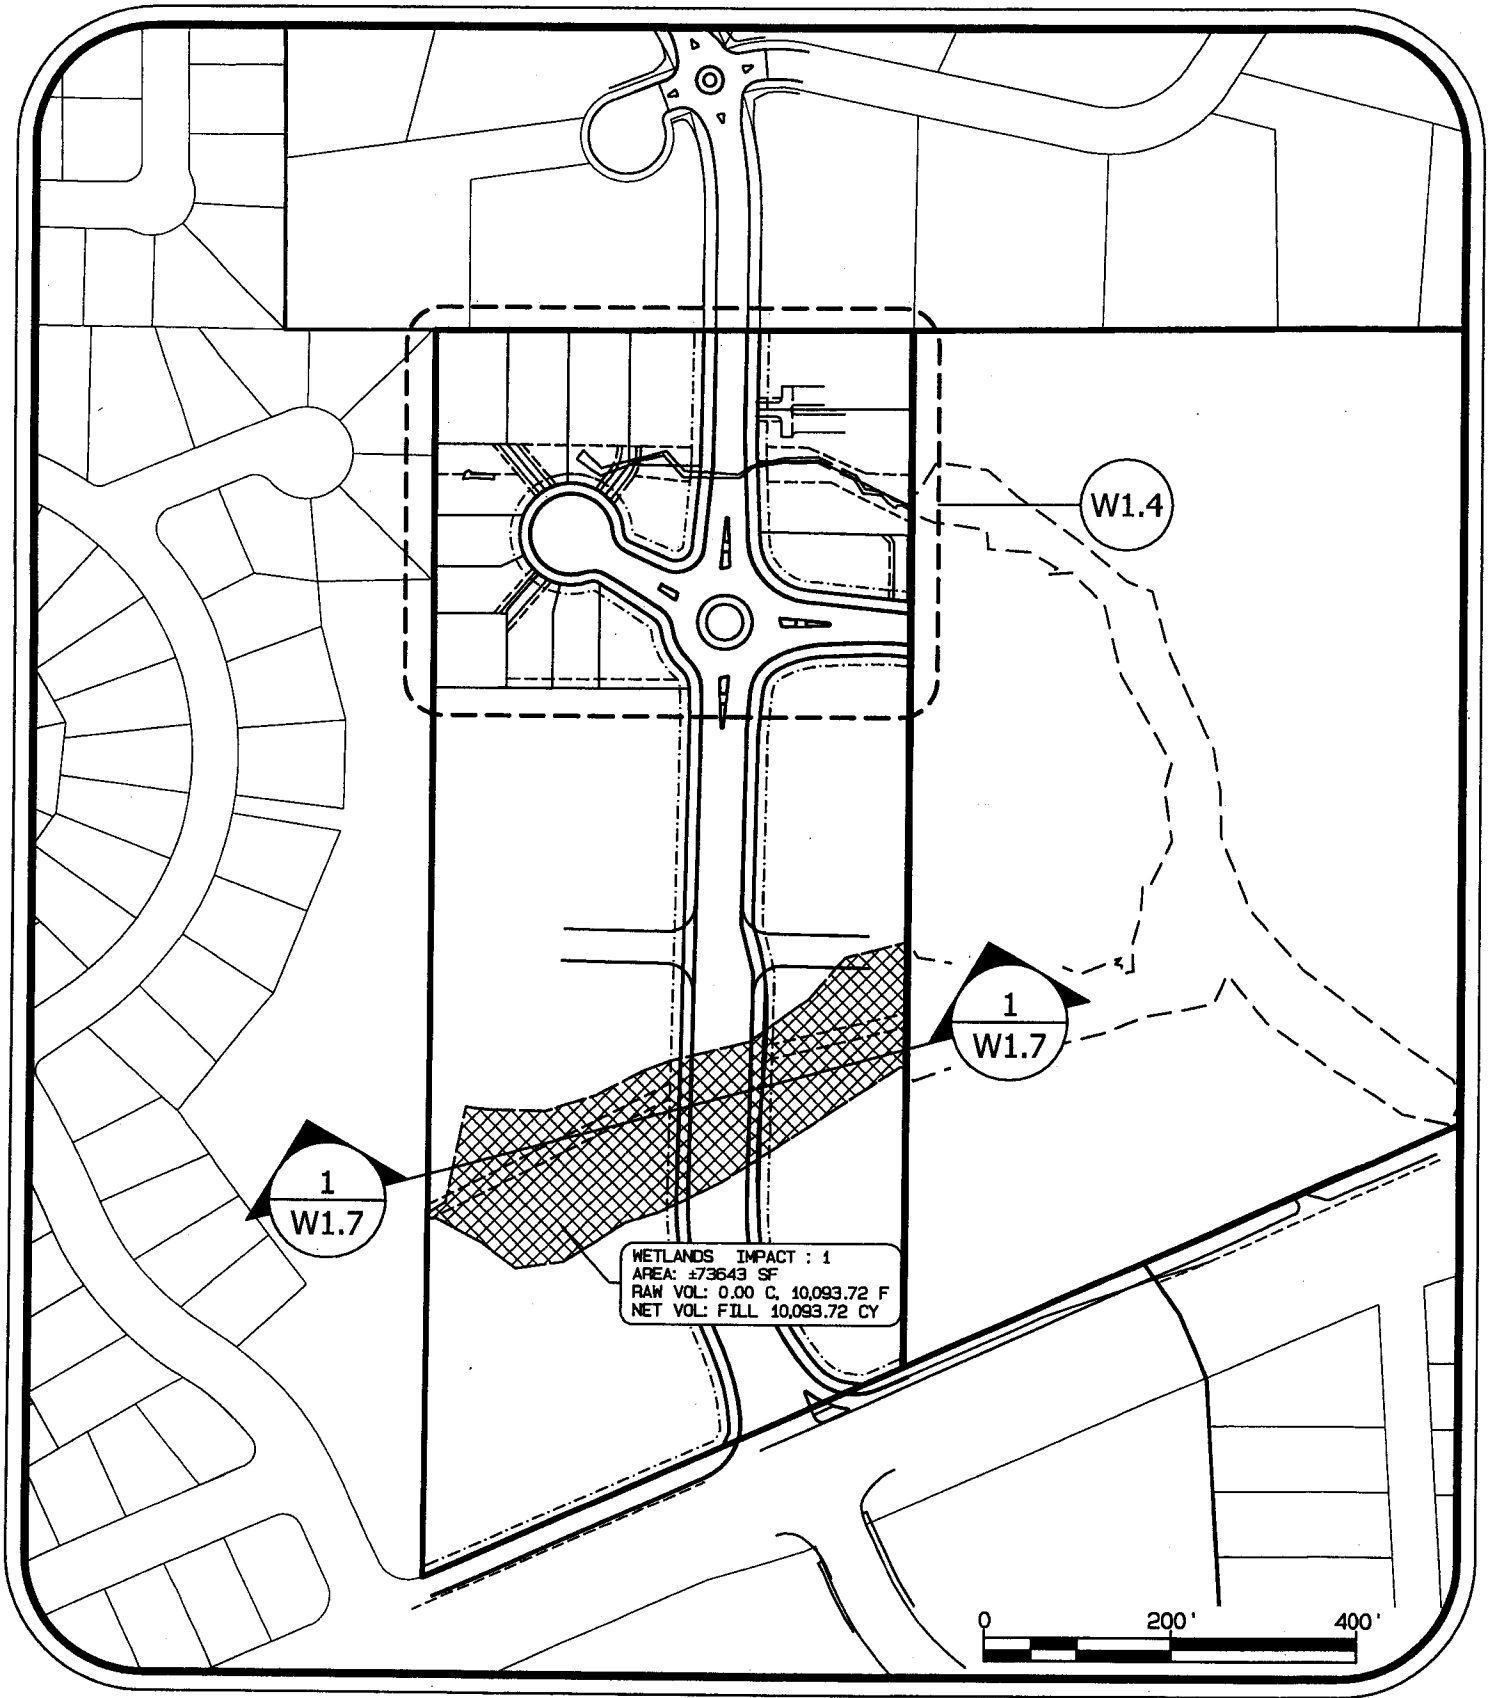 W1.4
1
W1.7
1
W1.7
WETLANDS IMPACT : 1
AREA: ±73643 SF
RAW VOL: 0.00 C, 10,093.72 F
NET VOL: FILL 10,093.72 CY
0 200' 400'